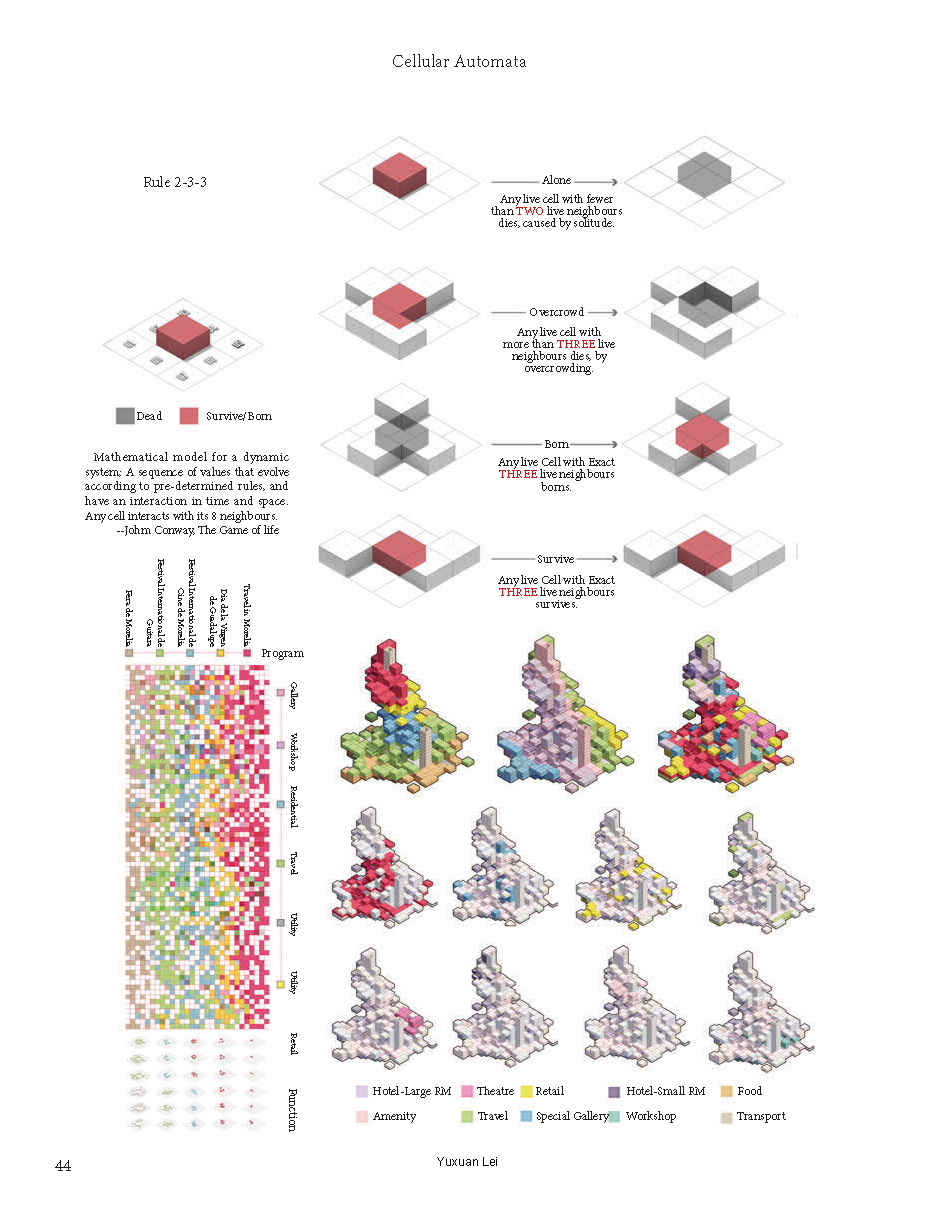 Cellular Automata
Rule 2-3-3
Alone
Any live cell with fewer
than TWO live neighbours
dies, caused by solitude.
Overcrowd
Any live cell with
more than THREE live
neighbours dies, by
overcrowding.
Dead
Survive/Born
Born
Any live Cell with Exact
THREE live neighbours
borns.
Mathematical model for a dynamic
system; A sequence of values that evolve
according to pre-determined rules, and
have an interaction in time and space.
Any cell interacts with its 8 neighbours.
--Johm Conway, The Game of life
Survive
Any live Cell with Exact
THREE live neighbours
survives.
Feria de Morelia
Festival International de
Guitara
Festival International de
Cine de Morelia
Dia de la Virgen
de Guadalupe
Travel in Morelia
Program
Gallery
Workshop
Residential
Travel
Utility
Utility
Retail
Function
Hotel-Large RM
Theatre
Retail
Hotel-Small RM
Food
Amenity
Travel
Special Gallery
Workshop
Transport
44
Yuxuan Lei